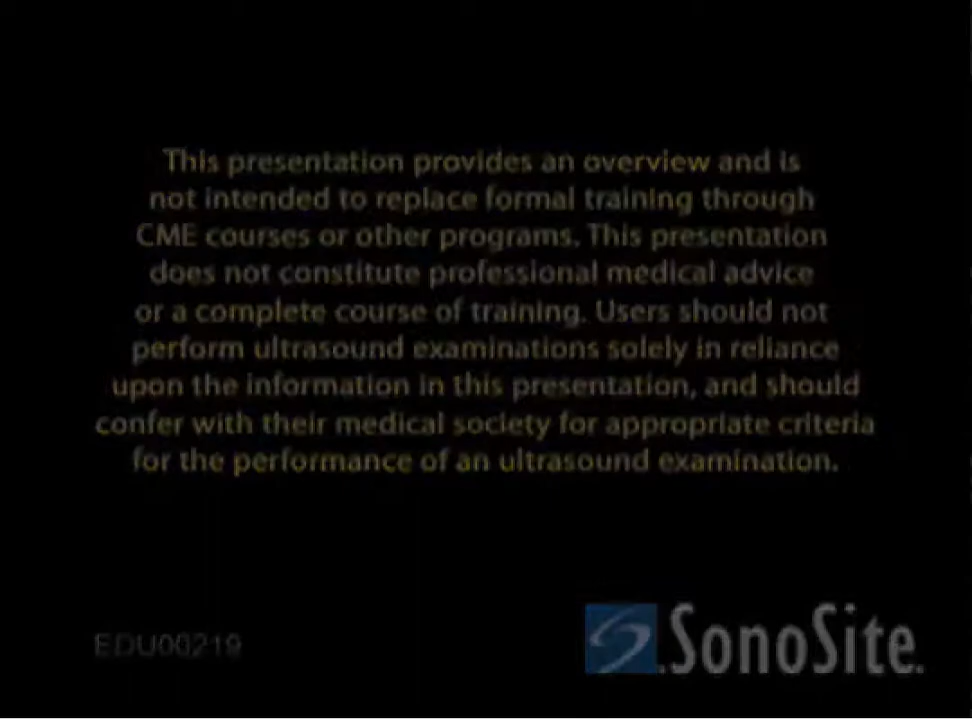 This presentation provides an overview and is
not intended to replace formal training through
CME courses or other programs. This presentation
does not constitute professional medical advice
or a complete course of training. Users should not
perform ultrasound examinations solely in reliance
upon the information in this presentation, and should
confer with their medical society for appropriate criteria
for the performance of an ultrasound examination.
EDU00219
SonoSite.